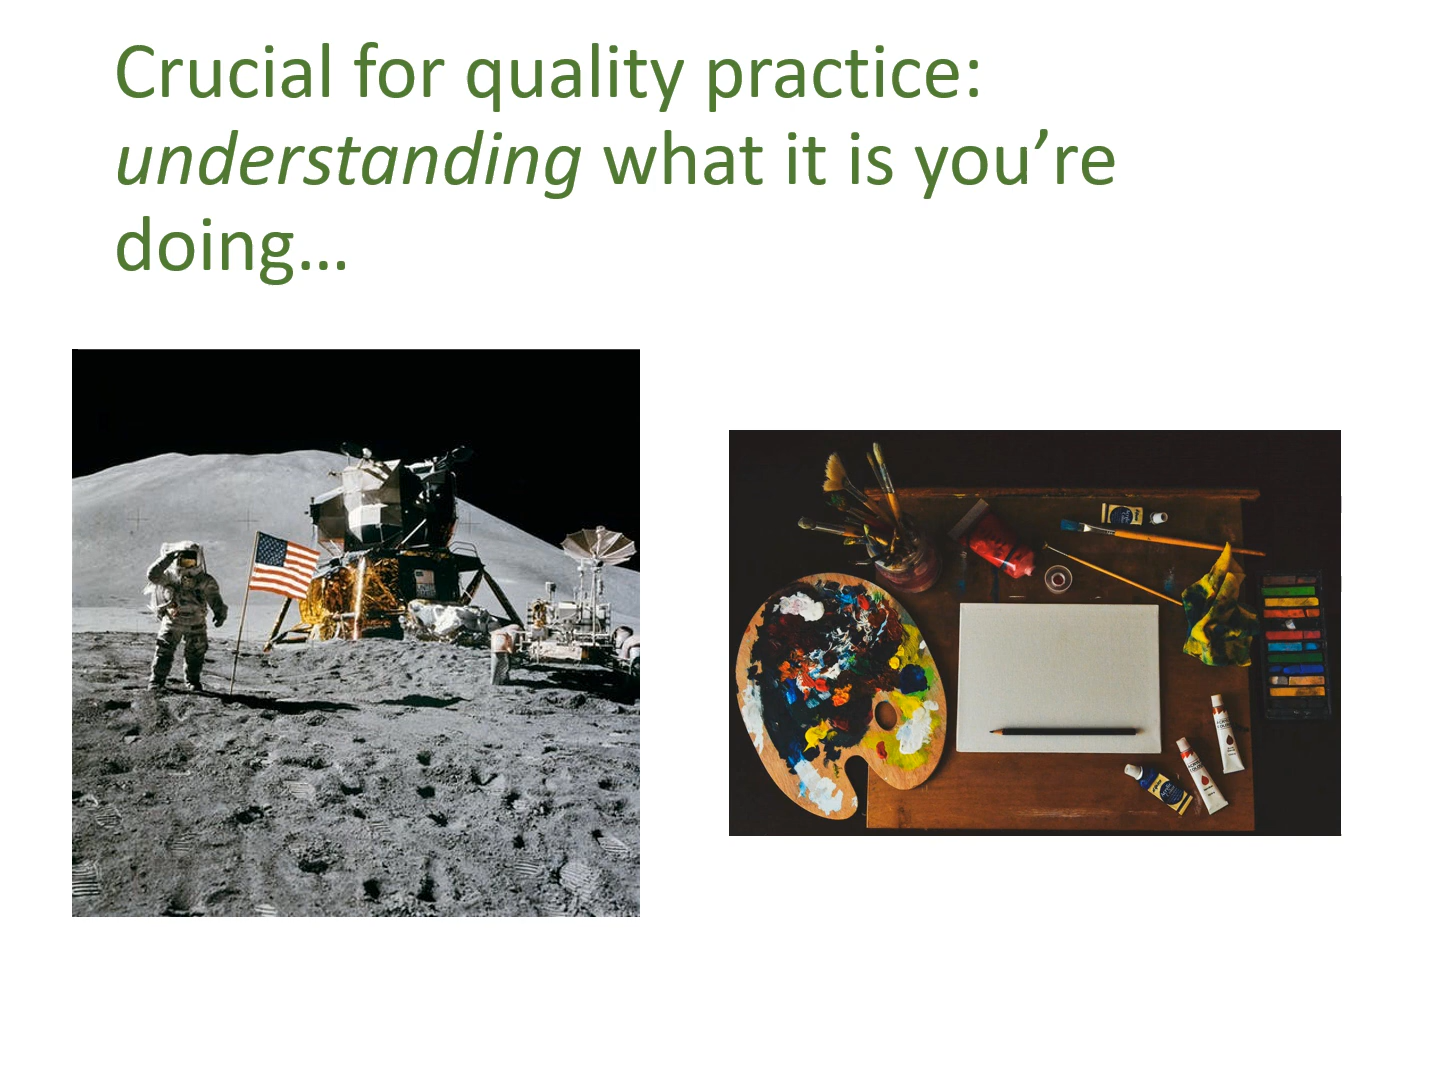 Crucial for quality practice:
understanding what it is you’re
doing…